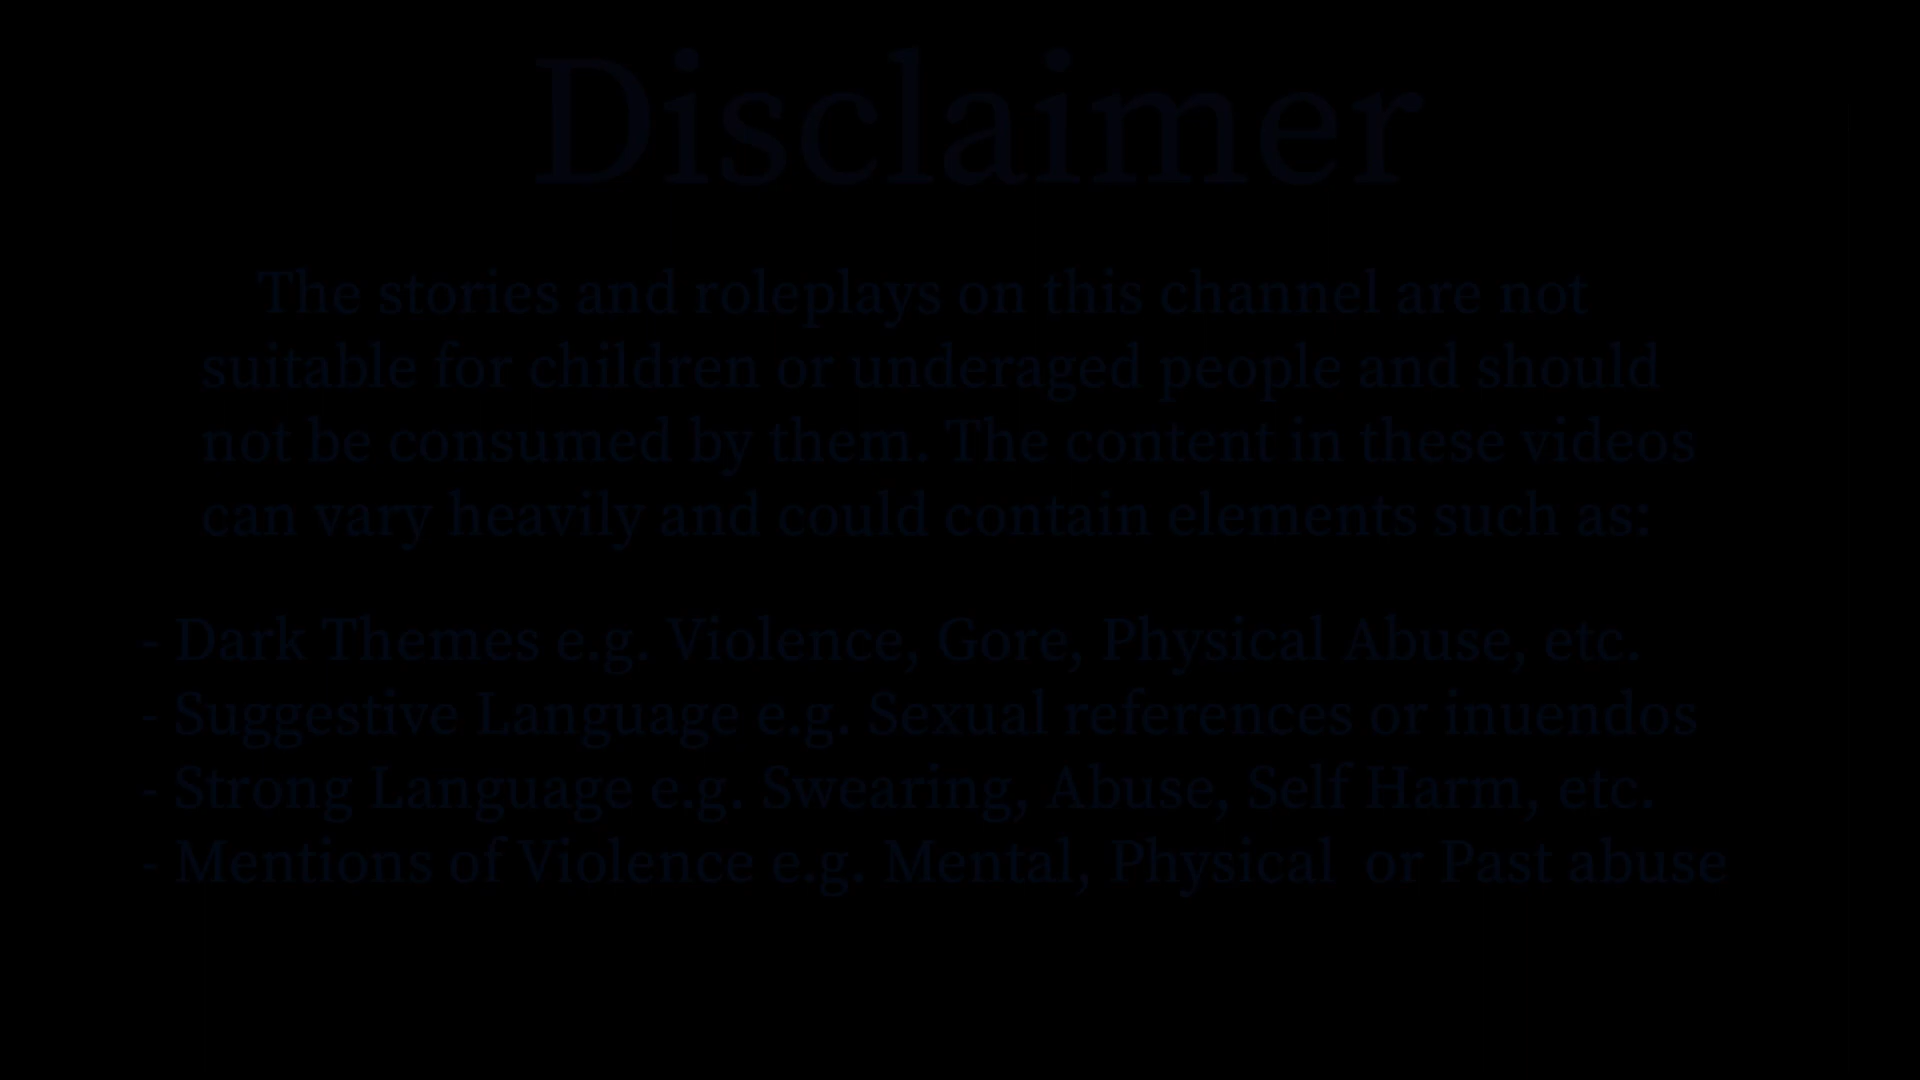 Disclaimer
The stories and roleplays on this channel are not
suitable for children or underaged people and should
not be consumed by them. The content in these videos
can vary heavily and could contain elements such as:
- Dark Themes e.g. Violence, Gore, Physical Abuse, etc.
- Suggestive Language e.g. Sexual references or inuendos
- Strong Language e.g. Swearing, Abuse, Self Harm, etc.
- Mentions of Violence e.g. Mental, Physical  or Past abuse